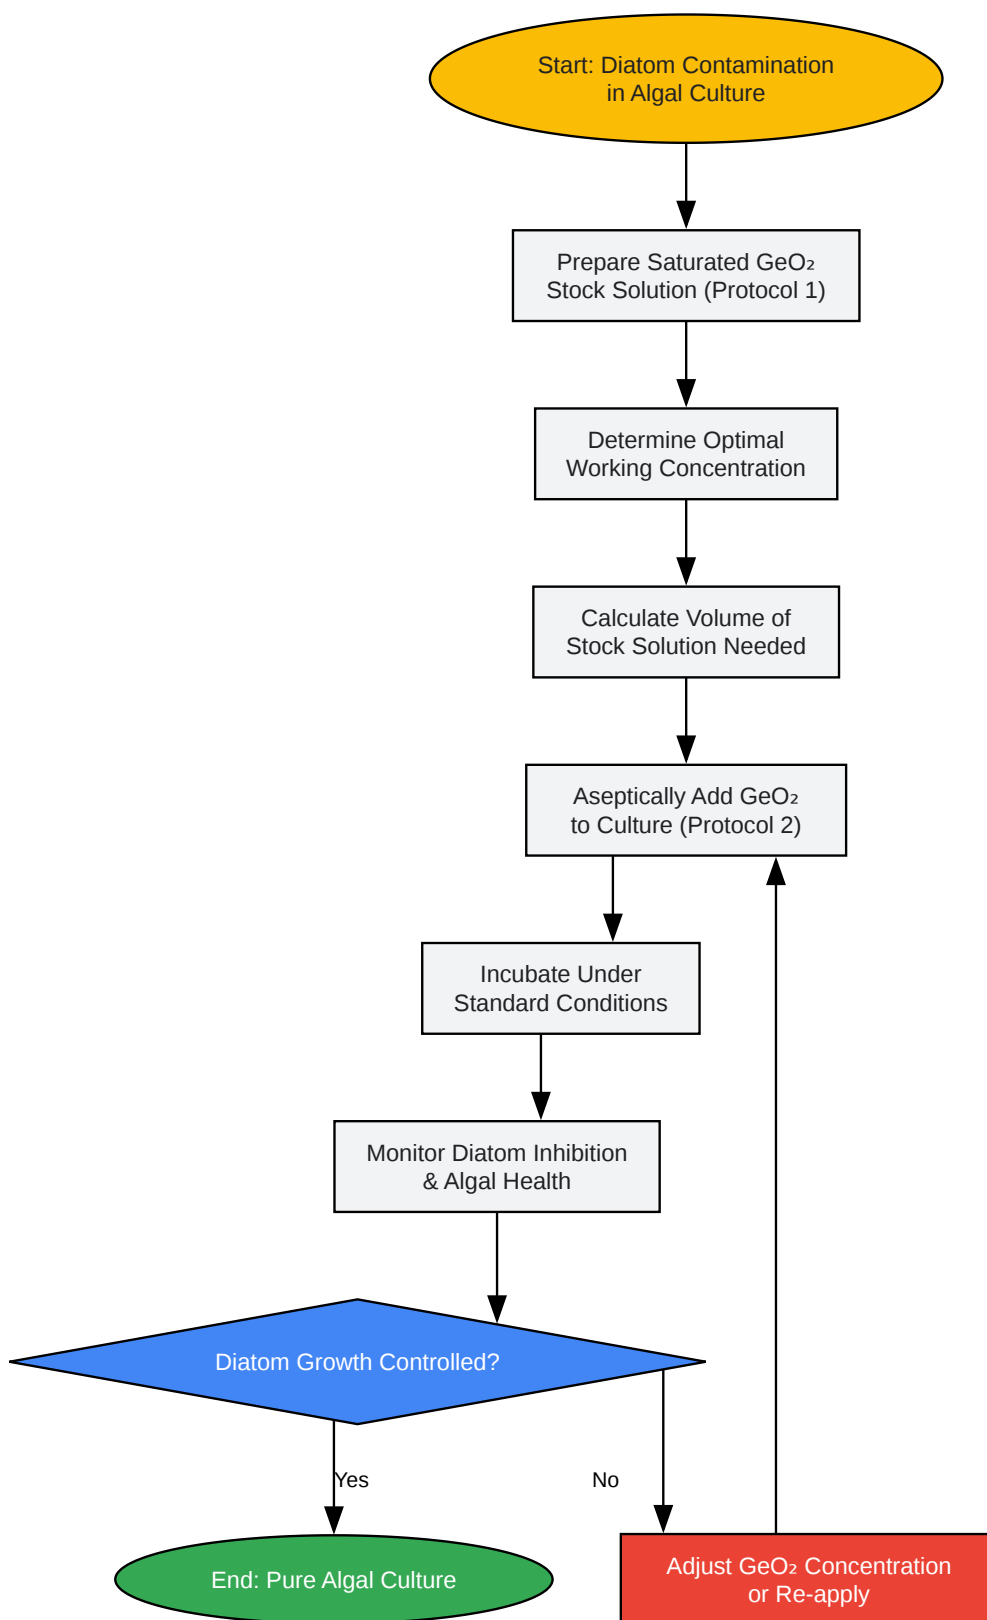 Start: Diatom Contamination
in Algal Culture
Prepare Saturated GeO₂
Stock Solution (Protocol 1)
Determine Optimal
Working Concentration
Calculate Volume of
Stock Solution Needed
Aseptically Add GeO₂
to Culture (Protocol 2)
Incubate Under
Standard Conditions
Monitor Diatom Inhibition
& Algal Health
Diatom Growth Controlled?
Yes
No
End: Pure Algal Culture
Adjust GeO₂ Concentration
or Re-apply